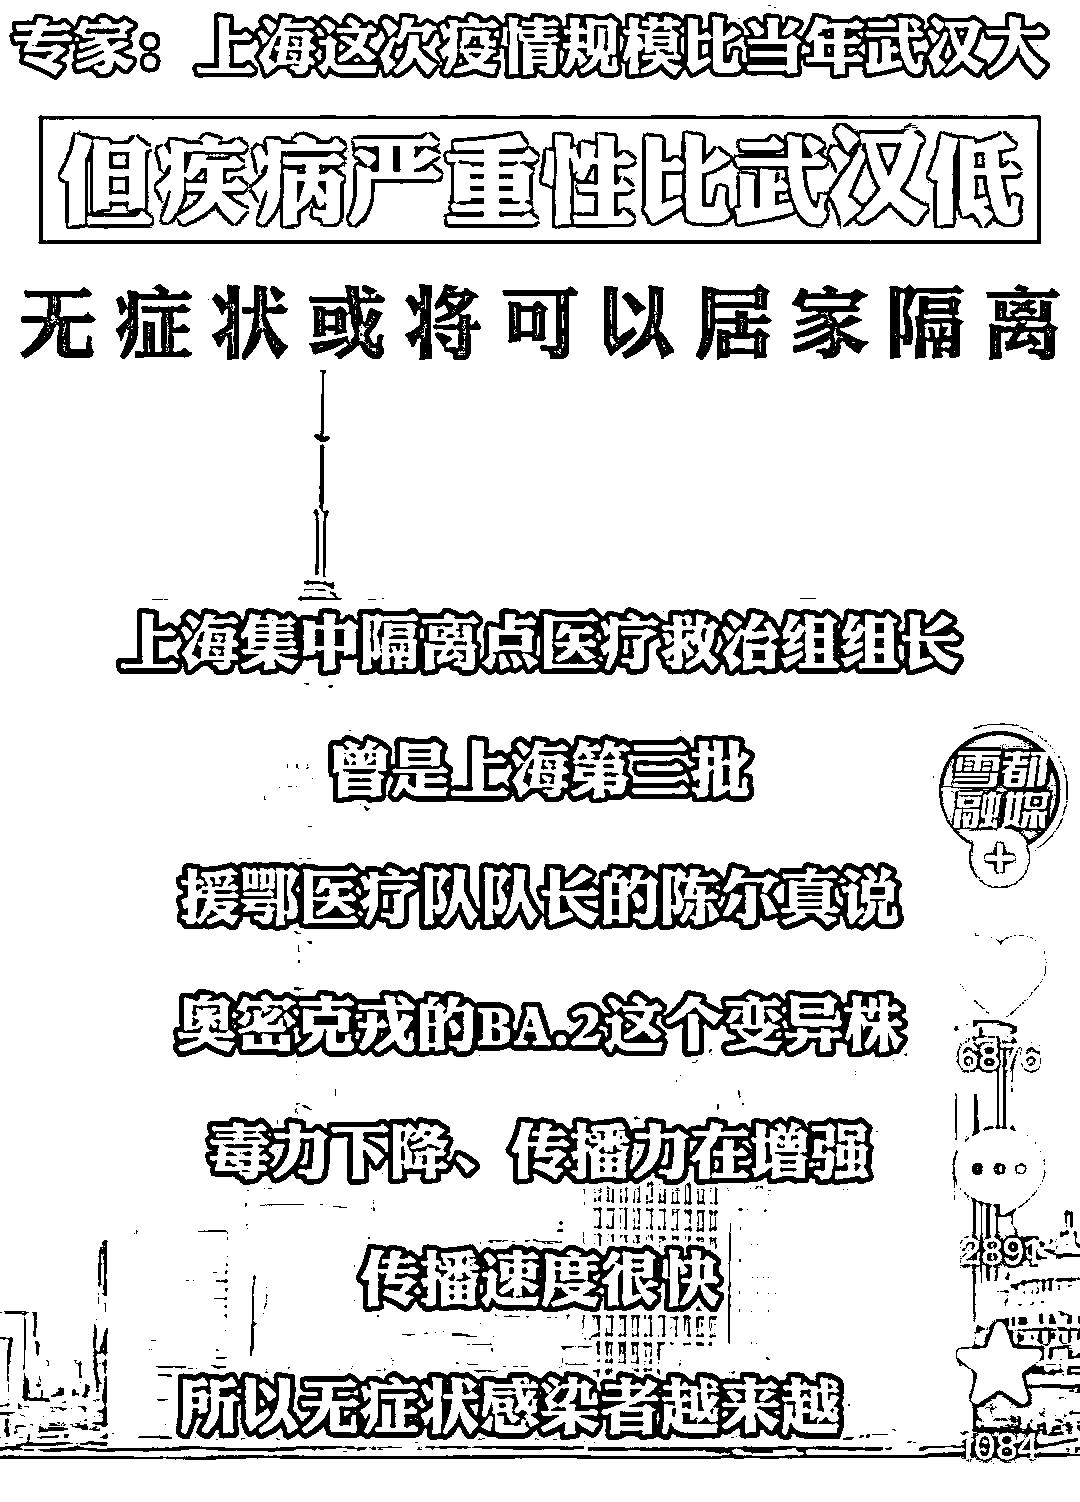 专家：上海这次疫情规模比当年武汉大
但疾病严重性比武汉低
无症状或将可以居家隔离
上海集中隔离点医疗救治组组长
曾是上海第三批
雪都
融媒
援鄂医疗队队长的陈尔真说
奥密克戎的BA.2这个变异株
6876
毒力下降、传播力在增强
2891
传播速度很快
所以无症状感染者越来越
1084